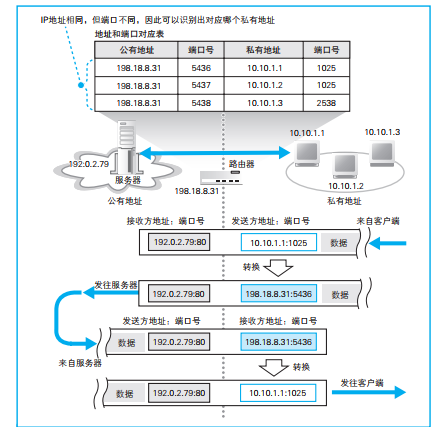 IP地址相同，但端口不同，因此可以识别出对应哪个私有地址
地址和端口对应表
公有地址 端口号 私有地址 端口号
198.18.8.31 5436 10.10.1.1 1025
198.18.8.31 5437 10.10.1.2 1025
198.18.8.31 5438 10.10.1.3 2538
10.10.1.1 10.10.1.3
192.0.2.79
服务器
路由器
10.10.1.2
公有地址
198.18.8.31
私有地址
接收方地址：端口号 发送方地址：端口号 来自客户端
192.0.2.79:80 10.10.1.1:1025 数据
转换
发往服务器
192.0.2.79:80 198.18.8.31:5436 数据
发送方地址：端口号 接收方地址：端口号
数据 192.0.2.79:80 198.18.8.31:5436
来自服务器
转换
发往客户端
数据 192.0.2.79:80 10.10.1.1:1025